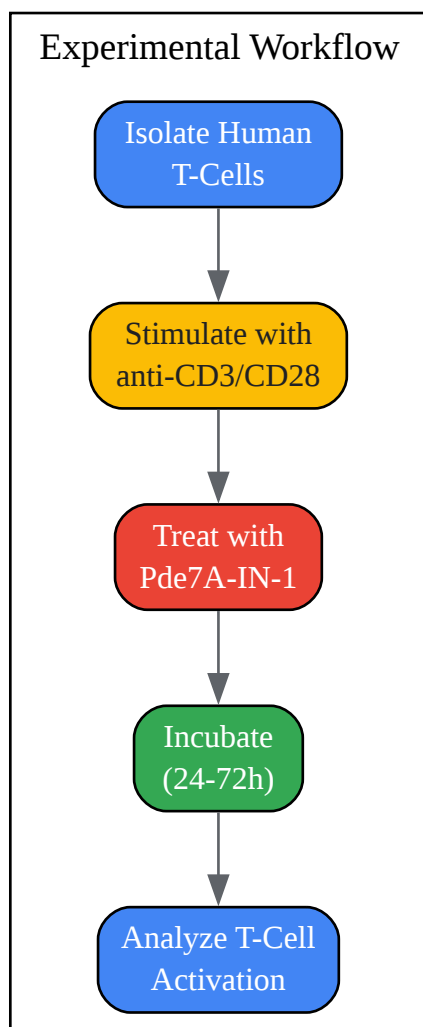 Experimental Workflow
Isolate Human
T-Cells
Stimulate with
anti-CD3/CD28
Treat with
Pde7A-IN-1
Incubate
(24-72h)
Analyze T-Cell
Activation